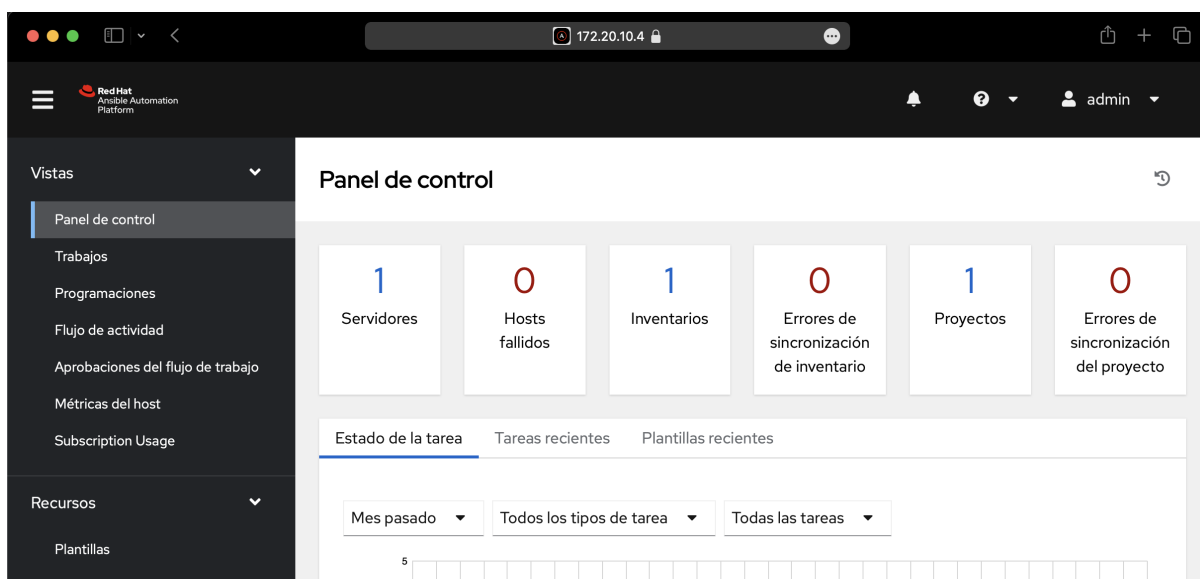 172.20.10.4
Red Hat
Ansible Automation
Platform
admin
Vistas
Panel de control
Trabajos
Programaciones
Flujo de actividad
Aprobaciones del flujo de trabajo
Métricas del host
Subscription Usage
Recursos
Plantillas
Panel de control
1
Servidores
0
Hosts
fallidos
1
Inventarios
0
Errores de
sincronización
de inventario
1
Proyectos
0
Errores de
sincronización
del proyecto
Estado de la tarea
Tareas recientes
Plantillas recientes
Mes pasado
Todos los tipos de tarea
Todas las tareas
5